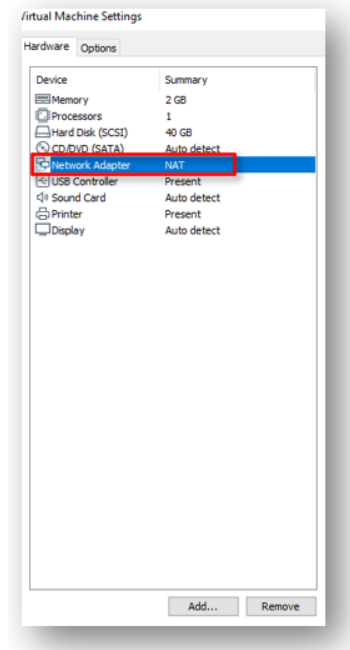 Virtual Machine Settings
Hardware Options
Device Summary
Memory 2 GB
Processors 1
Hard Disk (SCSI) 40 GB
CD/DVD (SATA) Auto detect
Network Adapter NAT
USB Controller Present
Sound Card Auto detect
Printer Present
Display Auto detect
Add... Remove